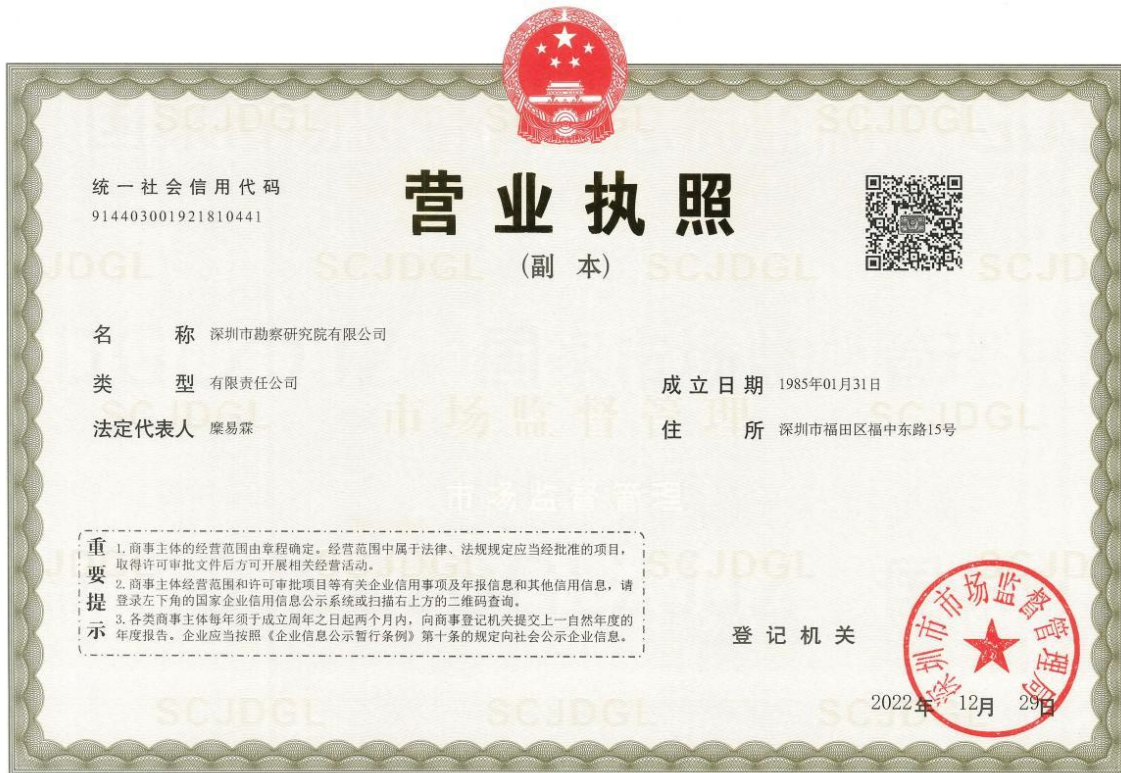 统一社会信用代码
914403001921810441
营业执照
(副 本)
名 称 深圳市勘察研究院有限公司
类 型 有限责任公司
成立日期 1985年01月31日
法定代表人 糜易霖
住 所 深圳市福田区福中东路15号
重要提示
1. 商事主体的经营范围由章程确定。经营范围中属于法律、法规规定应当经批准的项目，
取得许可审批文件后方可开展相关经营活动。
2. 商事主体经营范围和许可审批项目等有关企业信用事项及年报信息和其他信用信息，请
登录左下角的国家企业信用信息公示系统或扫描右上方的二维码查询。
3. 各类商事主体每年须于成立周年之日起两个月内，向商事登记机关提交上一自然年度的
年度报告。企业应当按照《企业信息公示暂行条例》第十条的规定向社会公示企业信息。
登记机关
深圳市市场监督管理局
2022年 12月 29日
SCJDGL
市场监督管理
市场监督管理